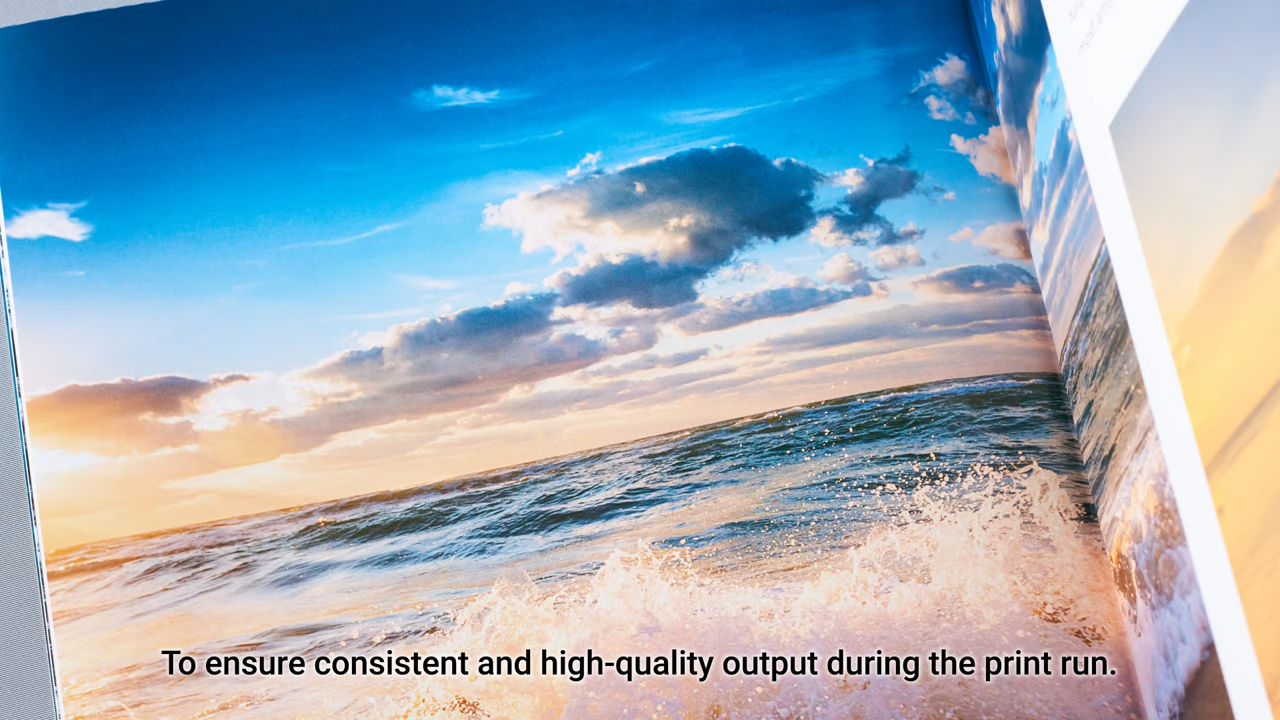 To ensure consistent and high-quality output during the print run.